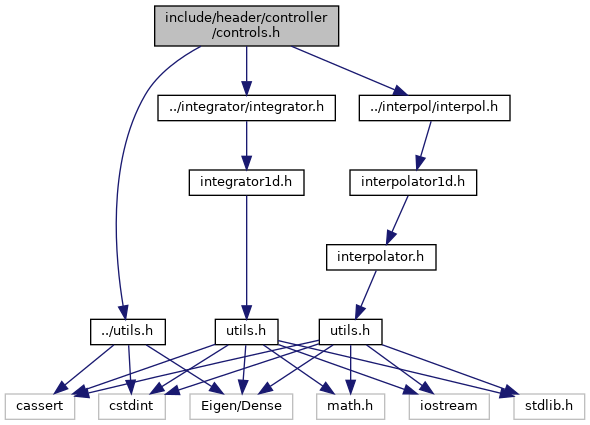 include/header/controller
/controls.h
../integrator/integrator.h
../interpol/interpol.h
integrator1d.h
interpolator1d.h
interpolator.h
../utils.h
utils.h
utils.h
cassert
cstdint
Eigen/Dense
math.h
iostream
stdlib.h